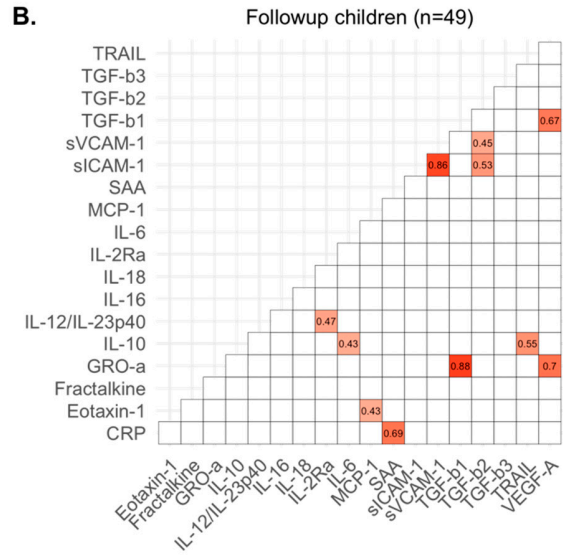 B.
Followup children (n=49)
TRAIL
TGF-b3
TGF-b2
TGF-b1 0.67
sVCAM-1 0.45
sICAM-1 0.86 0.53
SAA
MCP-1
IL-6
IL-2Ra
IL-18
IL-16
IL-12/IL-23p40 0.47
IL-10 0.43 0.55
GRO-a 0.88 0.7
Fractalkine
Eotaxin-1 0.43
CRP 0.69
Eotaxin-1
Fractalkine
GRO-a
IL-10
IL-12/IL-23p40
IL-16
IL-18
IL-2Ra
IL-6
MCP-1
SAA
sICAM-1
sVCAM-1
TGF-b1
TGF-b2
TGF-b3
TRAIL
VEGF-A